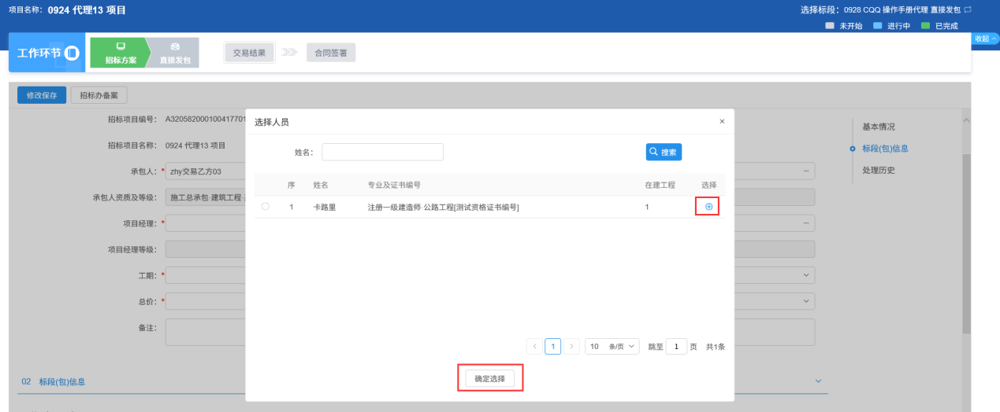 项目名称: 0924 代理13 项目
选择标段: 0928 CQQ 操作手册代理 直接发包
未开始 进行中 已完成
收起
工作环节
招标方案
直接发包
交易结果
合同签署
修改保存
招标办备案
招标项目编号: A320582000100417701
招标项目名称: 0924 代理13 项目
承包人: * zhy交易乙方03
承包人资质及等级: 施工总承包·建筑工程·
项目经理: *
项目经理等级:
工期: *
总价: *
备注:
02 标段(包)信息
选择人员 ×
姓名:
搜索
序 姓名 专业及证书编号 在建工程 选择
1 卡路里 注册一级建造师·公路工程[测试资格证书编号] 1
< 1 > 10 条/页 跳至 1 页 共1条
确定选择
基本情况
标段(包)信息
处理历史